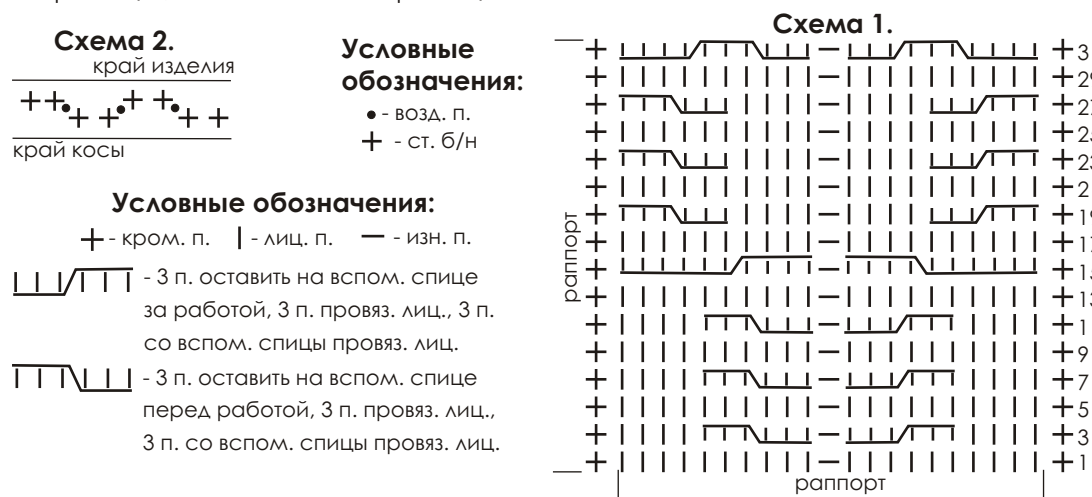 Схема 2.
край изделия
край косы
Условные
обозначения:
- возд. п.
- ст. б/н
Условные обозначения:
- кром. п. - лиц. п. - изн. п.
- 3 п. оставить на вспом. спице
за работой, 3 п. провяз. лиц., 3 п.
со вспом. спицы провяз. лиц.
- 3 п. оставить на вспом. спице
перед работой, 3 п. провяз. лиц.,
3 п. со вспом. спицы провяз. лиц.
Схема 1.
9
7
5
3
1
раппорт
раппорт